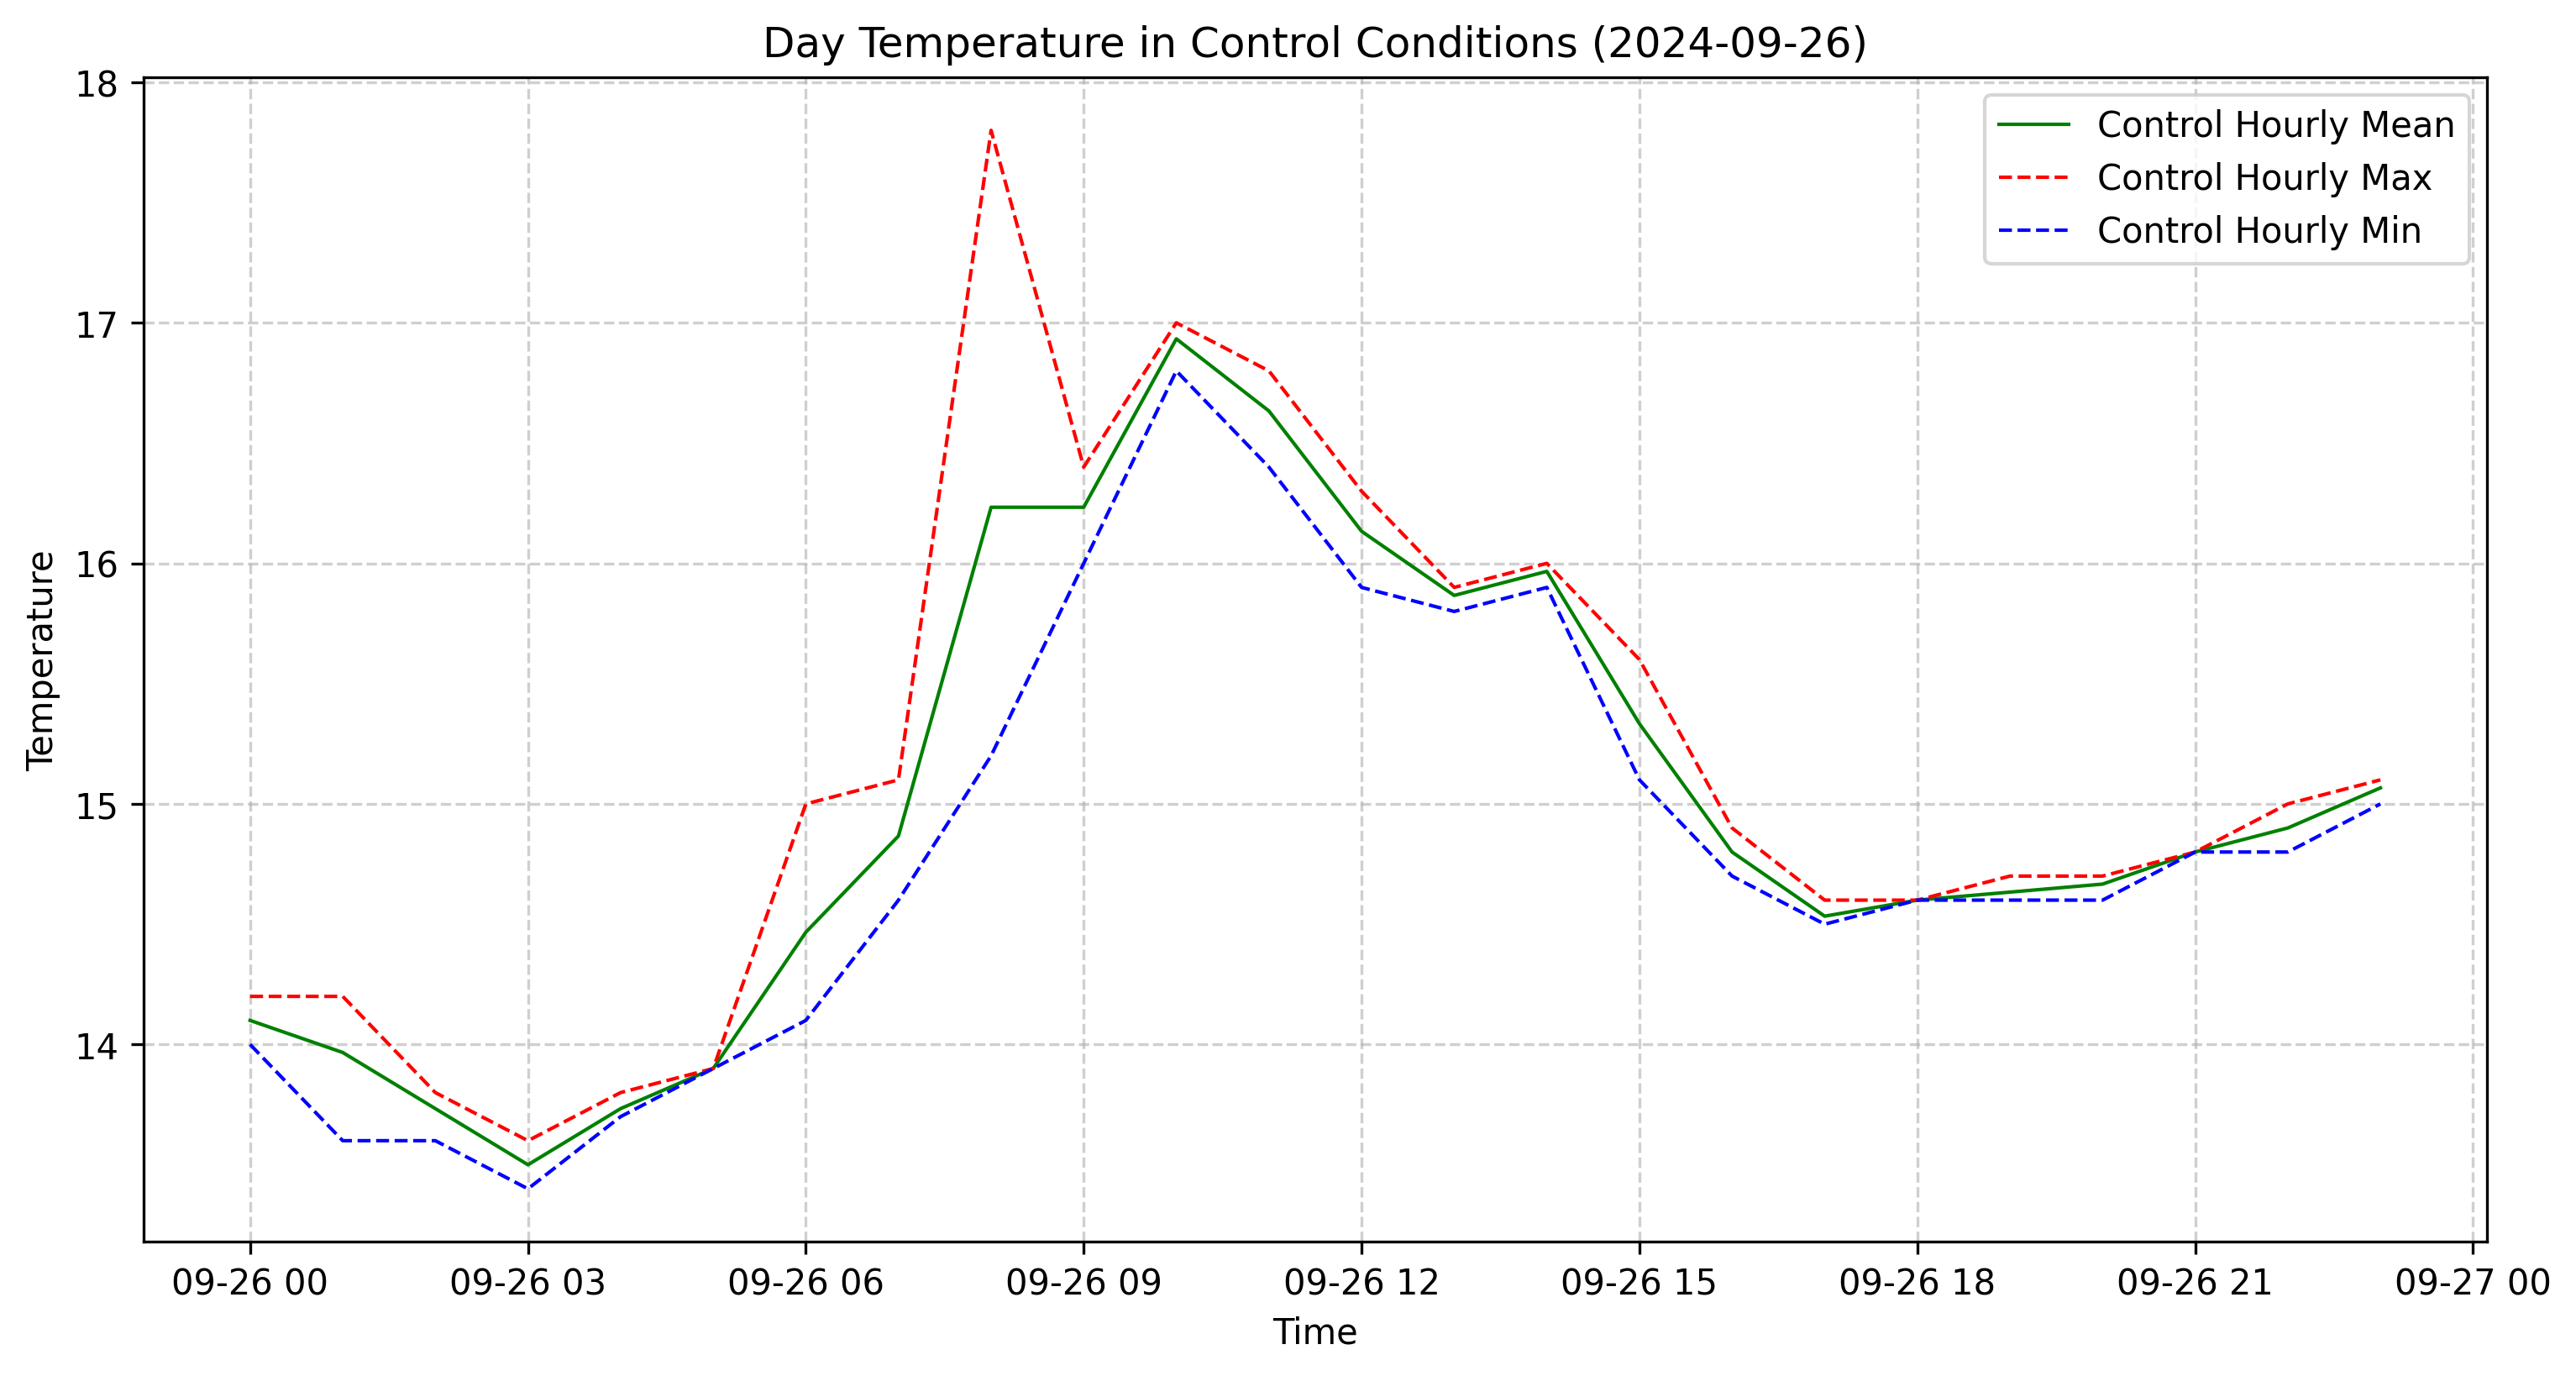 Day Temperature in Control Conditions (2024-09-26)
18
17
16
15
14
Temperature
Control Hourly Mean
Control Hourly Max
Control Hourly Min
09-26 00 09-26 03 09-26 06 09-26 09 09-26 12 09-26 15 09-26 18 09-26 21 09-27 00
Time